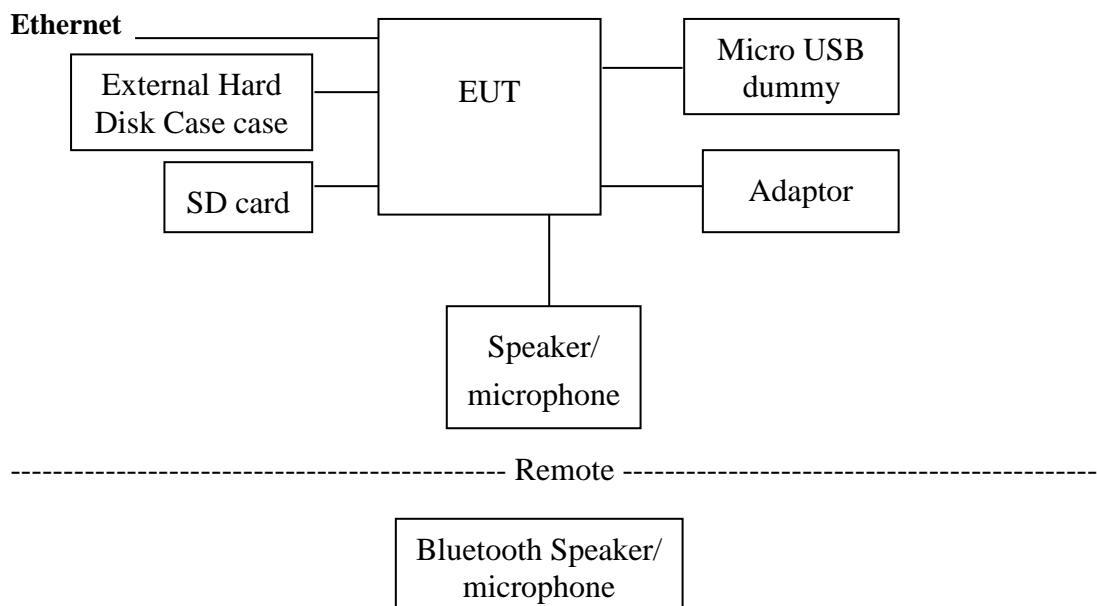 Ethernet
External Hard
Disk Case case
SD card
EUT
Micro USB
dummy
Adaptor
Speaker/
microphone
Remote
Bluetooth Speaker/
microphone